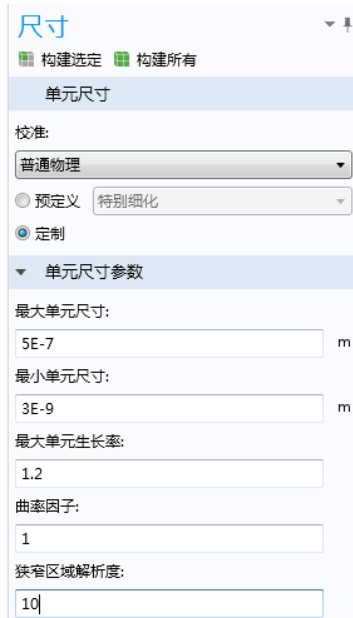 尺寸
构建选定 构建所有
单元尺寸
校准:
普通物理
预定义 特别细化
定制
单元尺寸参数
最大单元尺寸:
5E-7 m
最小单元尺寸:
3E-9 m
最大单元生长率:
1.2
曲率因子:
1
狭窄区域解析度:
10